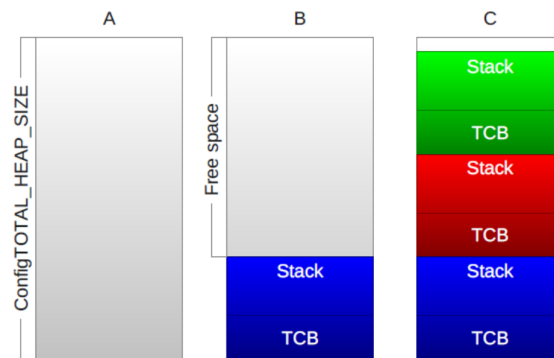 A
B
C
ConfigTOTAL_HEAP_SIZE
Free space
Stack
TCB
Stack
TCB
Stack
TCB
Stack
TCB